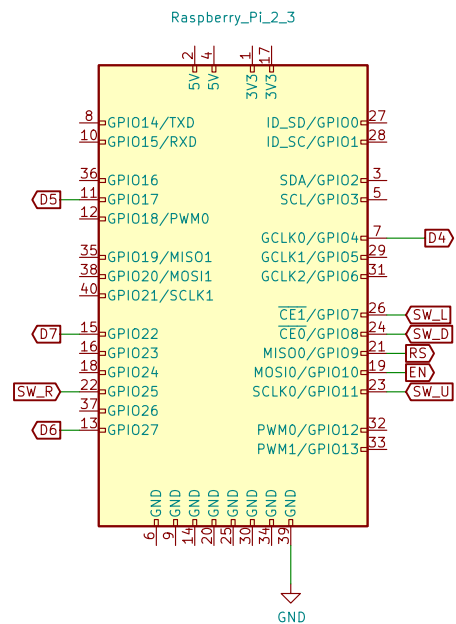 Raspberry_Pi_2_3
2 4 1 17
5V 5V 3V3 3V3
8 GPIO14/TXD ID_SD/GPIO0 27
10 GPIO15/RXD ID_SC/GPIO1 28
36 GPIO16 SDA/GPIO2 3
D5 11 GPIO17 SCL/GPIO3 5
12 GPIO18/PWM0
GCLK0/GPIO4 7 D4
35 GPIO19/MISO1 GCLK1/GPIO5 29
38 GPIO20/MOSI1 GCLK2/GPIO6 31
40 GPIO21/SCLK1
CE1/GPIO7 26 SW_L
D7 15 GPIO22 CE0/GPIO8 24 SW_D
16 GPIO23 MISO0/GPIO9 21 RS
18 GPIO24 MOSI0/GPIO10 19 EN
SW_R 22 GPIO25 SCLK0/GPIO11 23 SW_U
37 GPIO26
D6 13 GPIO27 PWM0/GPIO12 32
PWM1/GPIO13 33
GND GND GND GND GND GND GND GND
6 9 14 20 25 30 34 39
GND